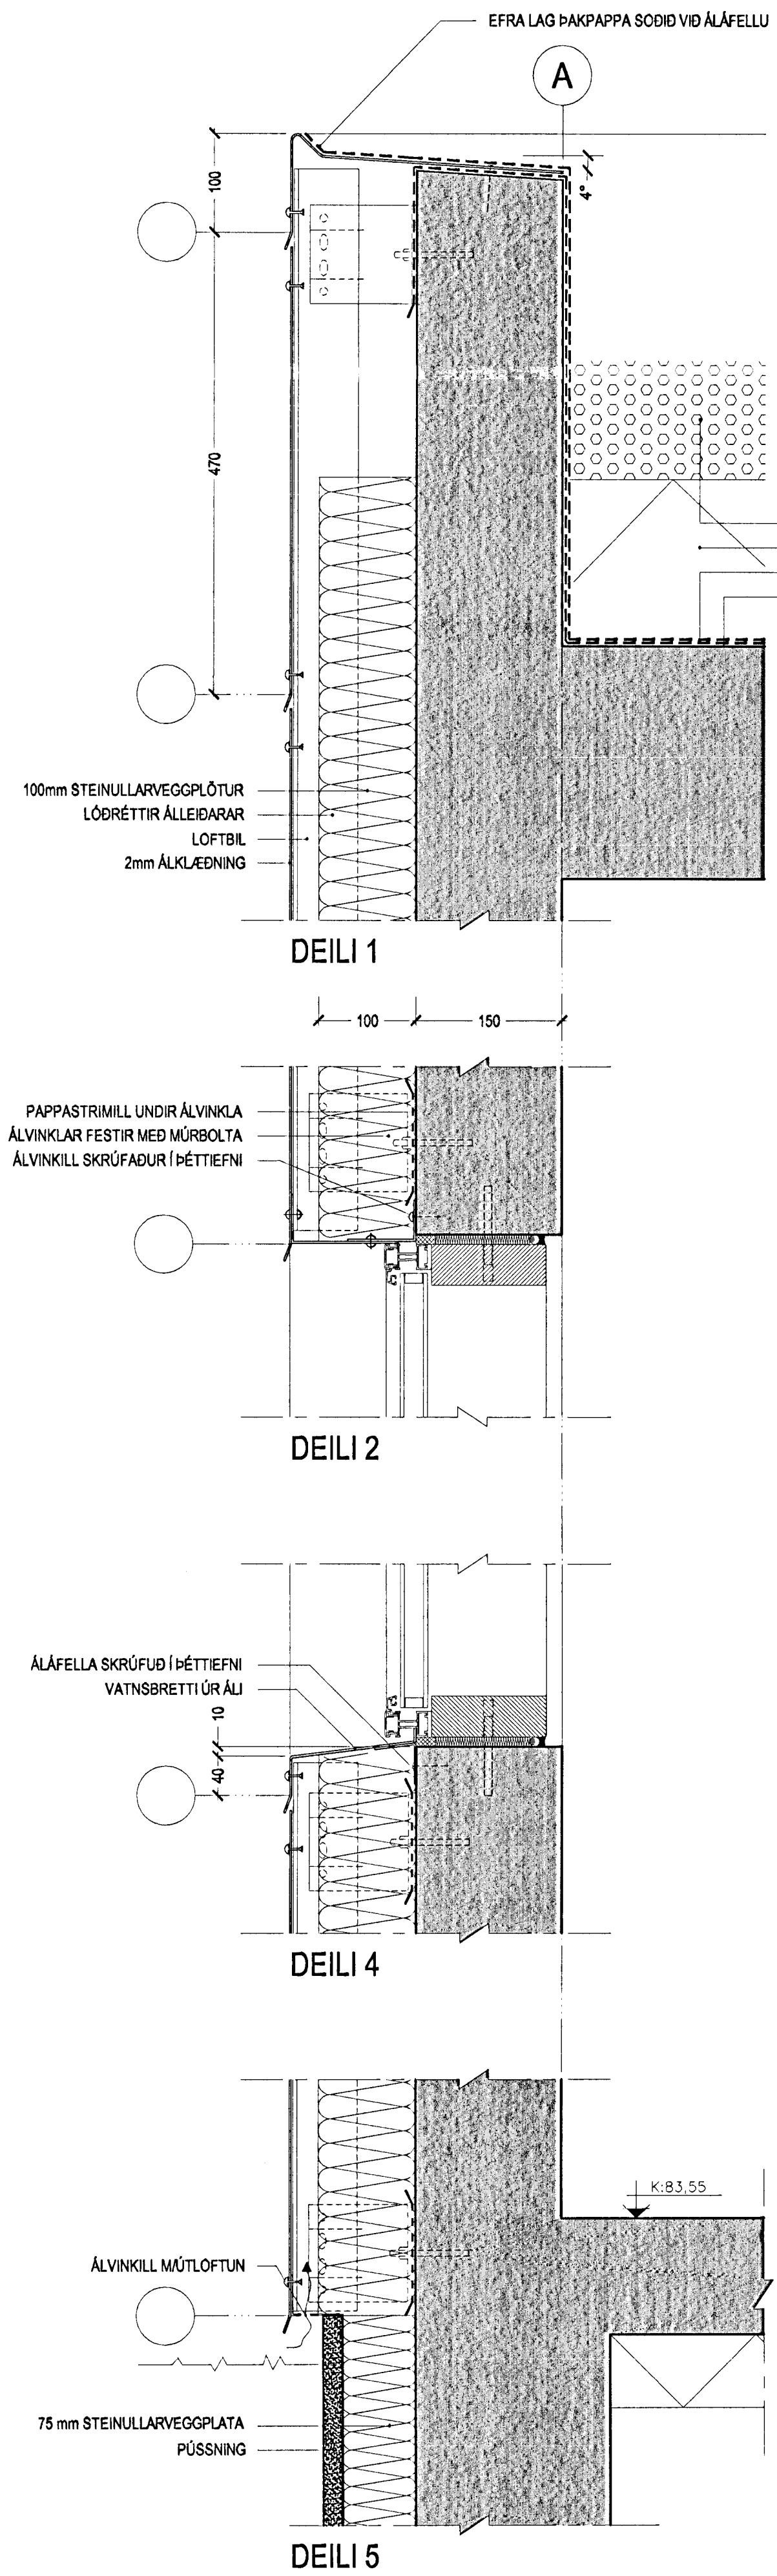 EFRA LAG ÞAKPAPPA SOÐIÐ VIÐ ÁLÁFELLU
A
100
4°
470
100mm STEINULLARVEGGPLÖTUR
LÓÐRÉTTIR ÁLLEIÐARAR
LOFTBIL
2mm ÁLKLÆÐNING
DEILI 1
100
150
PAPPASTRIMILL UNDIR ÁLVINKLA
ÁLVINKLAR FESTIR MEÐ MÚRBOLTA
ÁLVINKILL SKRÚFAÐUR Í ÞÉTTIEFNI
DEILI 2
ÁLÁFELLA SKRÚFUÐ Í ÞÉTTIEFNI
VATNSBRETTI ÚR ÁLI
10
40
DEILI 4
K:83,55
ÁLVINKILL M/ÚTLOFTUN
75 mm STEINULLARVEGGPLATA
PÚSSNING
DEILI 5